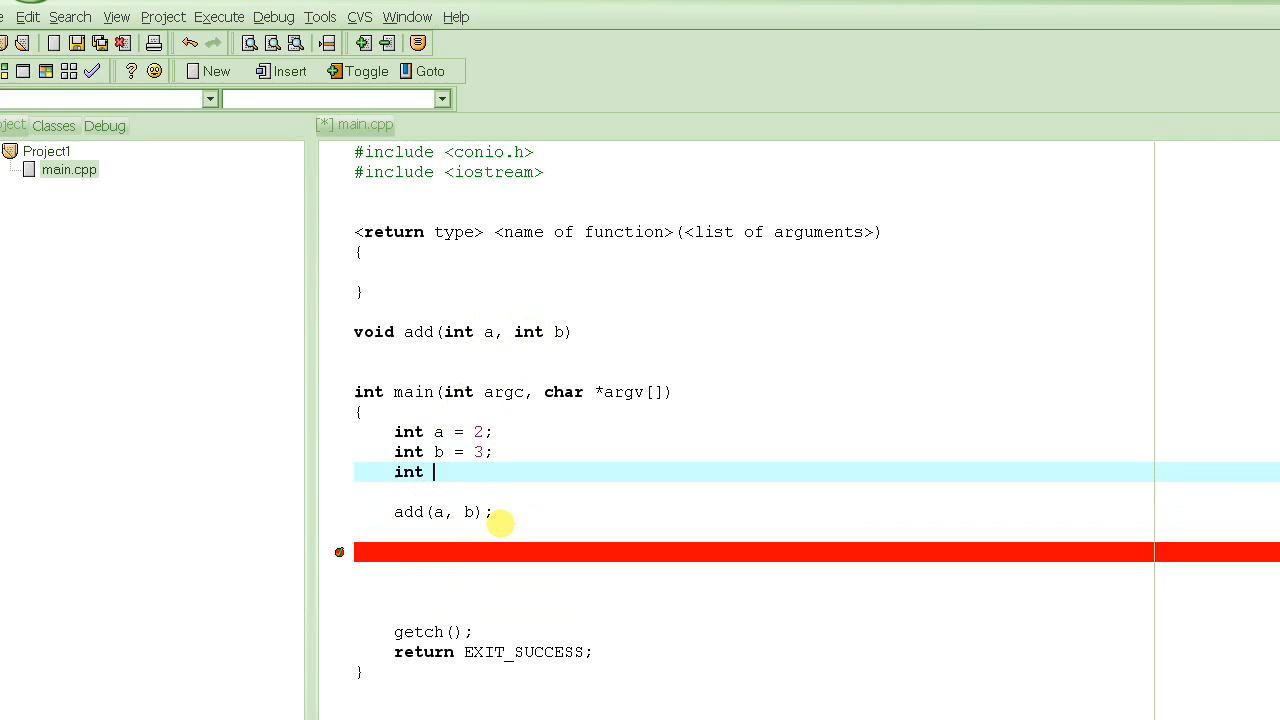 Edit Search View Project Execute Debug Tools CVS Window Help
New Insert Toggle Goto
Classes Debug
[*] main.cpp
Project1
main.cpp
#include <conio.h>
#include <iostream>
<return type> <name of function>(<list of arguments>)
{
}
void add(int a, int b)
int main(int argc, char *argv[])
{
int a = 2;
int b = 3;
int
add(a, b);
getch();
return EXIT_SUCCESS;
}